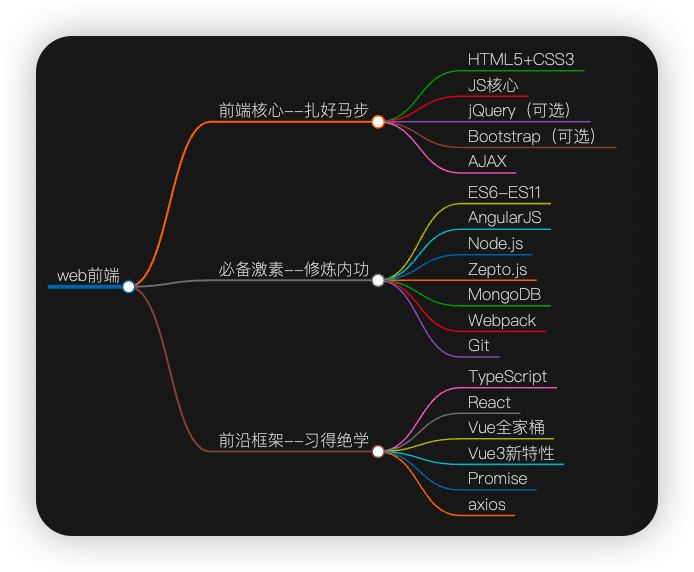 web前端
前端核心--扎好马步
HTML5+CSS3
JS核心
jQuery（可选）
Bootstrap（可选）
AJAX
必备激素--修炼内功
ES6-ES11
AngularJS
Node.js
Zepto.js
MongoDB
Webpack
Git
前沿框架--习得绝学
TypeScript
React
Vue全家桶
Vue3新特性
Promise
axios